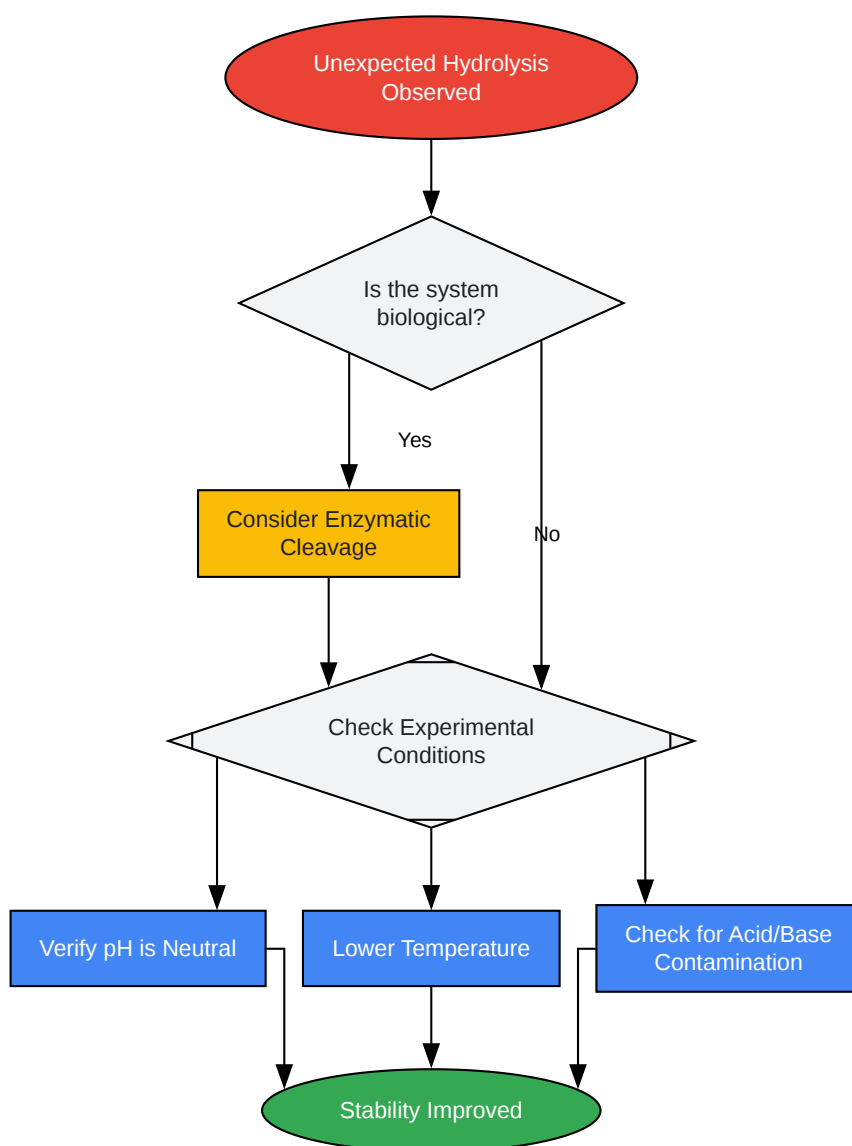 Unexpected Hydrolysis
Observed
Is the system
biological?
Yes
Consider Enzymatic
Cleavage
No
Check Experimental
Conditions
Verify pH is Neutral
Lower Temperature
Check for Acid/Base
Contamination
Stability Improved